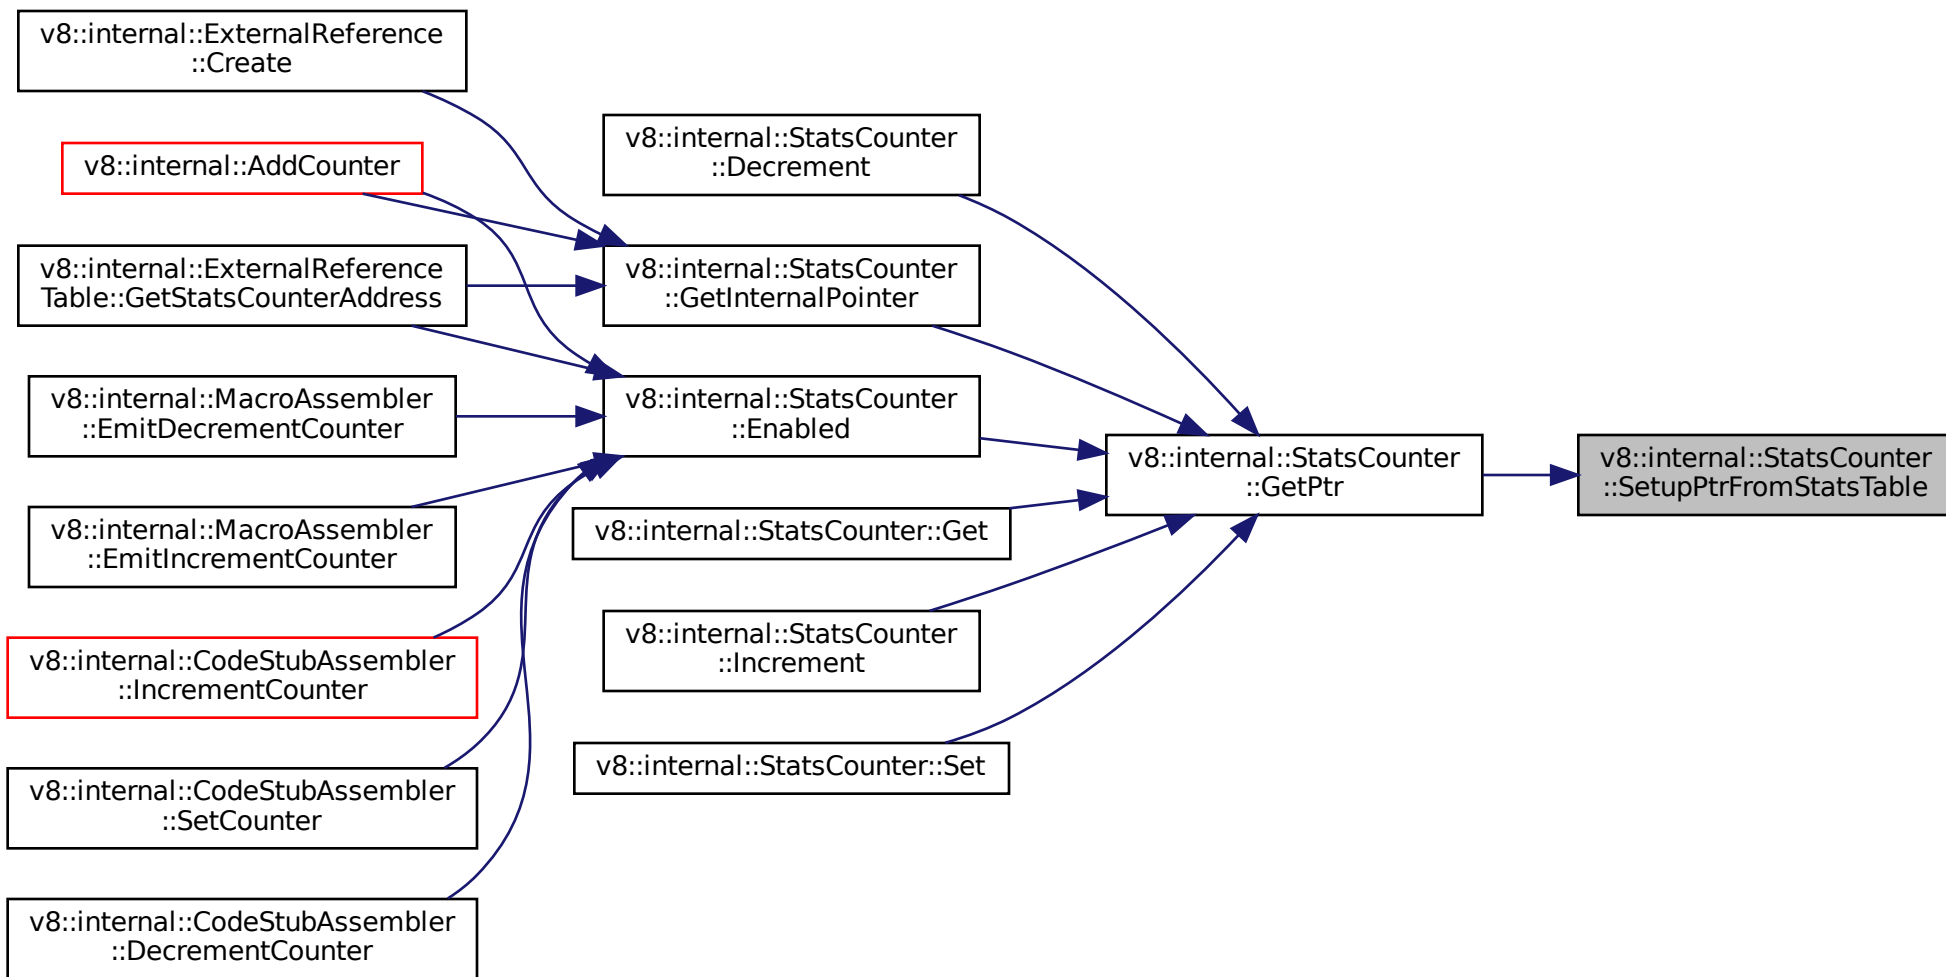 v8::internal::ExternalReference
::Create
v8::internal::AddCounter
v8::internal::ExternalReference
Table::GetStatsCounterAddress
v8::internal::MacroAssembler
::EmitDecrementCounter
v8::internal::MacroAssembler
::EmitIncrementCounter
v8::internal::CodeStubAssembler
::IncrementCounter
v8::internal::CodeStubAssembler
::SetCounter
v8::internal::CodeStubAssembler
::DecrementCounter
v8::internal::StatsCounter
::Decrement
v8::internal::StatsCounter
::GetInternalPointer
v8::internal::StatsCounter
::Enabled
v8::internal::StatsCounter::Get
v8::internal::StatsCounter
::Increment
v8::internal::StatsCounter::Set
v8::internal::StatsCounter
::GetPtr
v8::internal::StatsCounter
::SetupPtrFromStatsTable